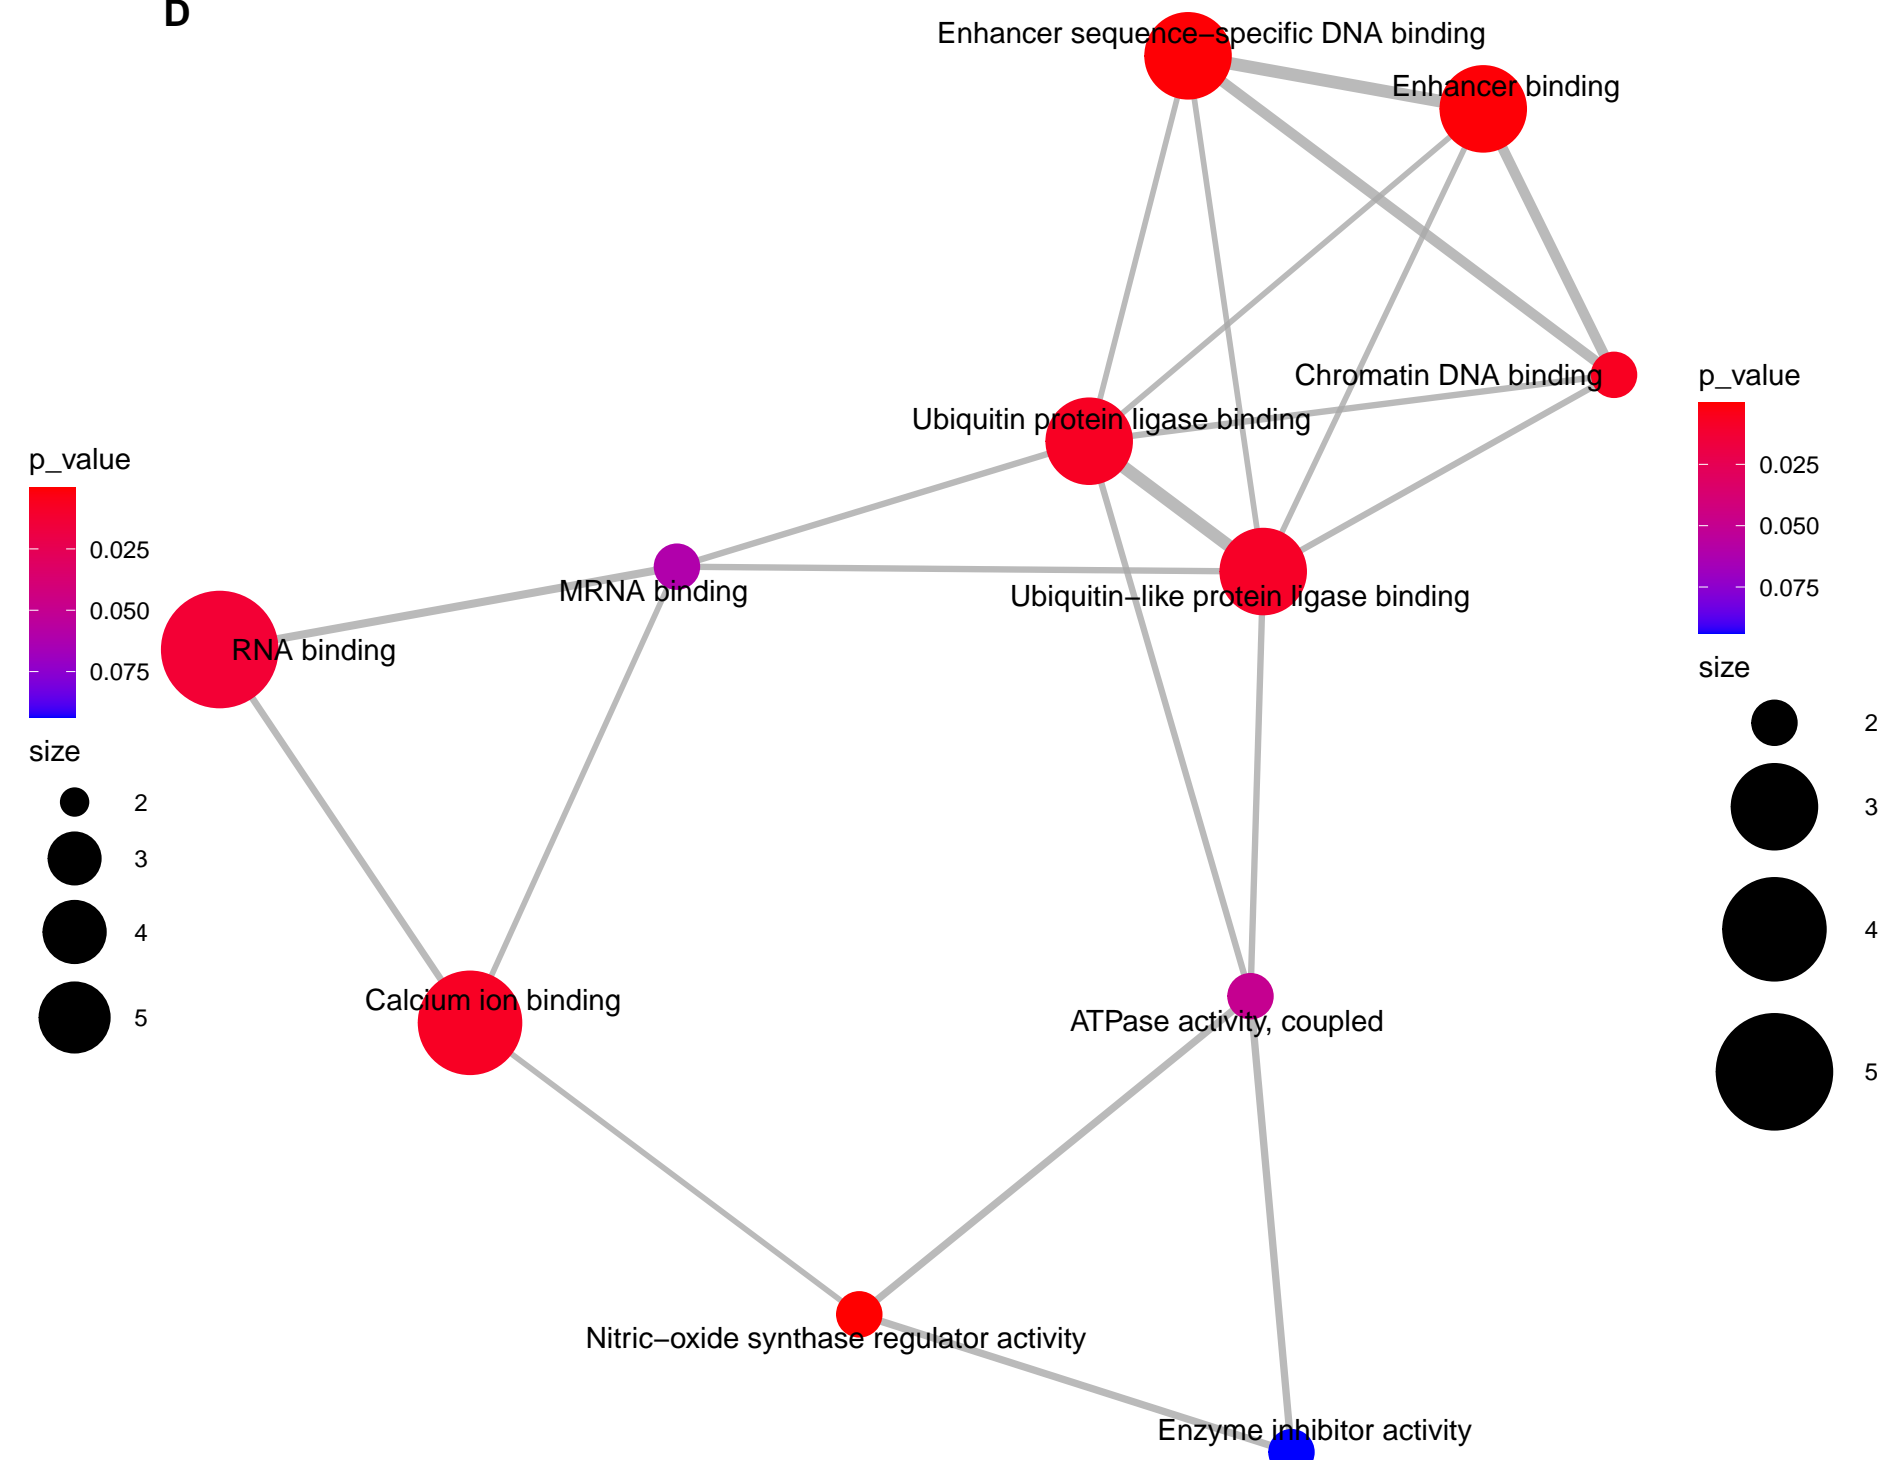 D
Enhancer sequence−specific DNA binding
Enhancer binding
Chromatin DNA binding
Ubiquitin protein ligase binding
MRNA binding
Ubiquitin−like protein ligase binding
RNA binding
Calcium ion binding
ATPase activity, coupled
Nitric−oxide synthase regulator activity
Enzyme inhibitor activity
p_value
0.025
0.050
0.075
size
2
3
4
5
p_value
0.025
0.050
0.075
size
2
3
4
5